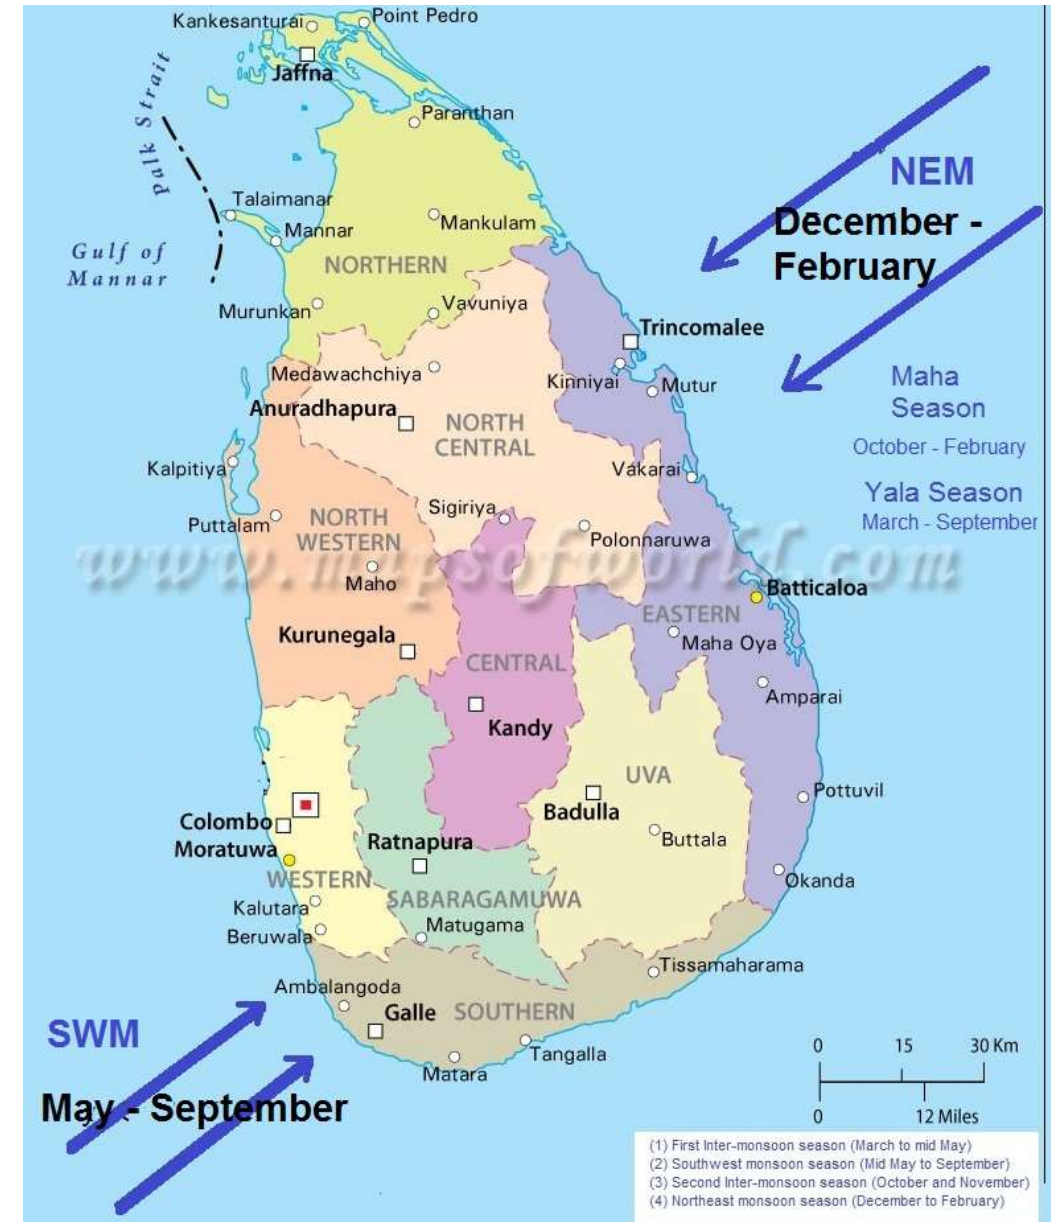 Kankesanturai
Point Pedro
Jaffna
Palk Strait
Paranthan
NEM
December -
February
Talaimanar
Mannar
Mankulam
Gulf of
Mannar
NORTHERN
Murunkan
Vavuniya
Trincomalee
Medawachchiya
Kinniyai
Mutur
Maha
Season
October - February
Anuradhapura
NORTH
CENTRAL
Kalpitiya
Vakarai
Yala Season
March - September
Puttalam
NORTH
WESTERN
Sigiriya
Polonnaruwa
www.mapsofworld.com
Maho
Batticaloa
EASTERN
Kurunegala
Maha Oya
CENTRAL
Amparai
Kandy
UVA
Pottuvil
Badulla
Colombo
Moratuwa
Ratnapura
Buttala
WESTERN
SABARAGAMUWA
Okanda
Kalutara
Beruwala
Matugama
Tissamaharama
Ambalangoda
Galle
SOUTHERN
SWM
Tangalla
Matara
May - September
0 15 30 Km
0 12 Miles
(1) First Inter-monsoon season (March to mid May)
(2) Southwest monsoon season (Mid May to September)
(3) Second Inter-monsoon season (October and November)
(4) Northeast monsoon season (December to February)